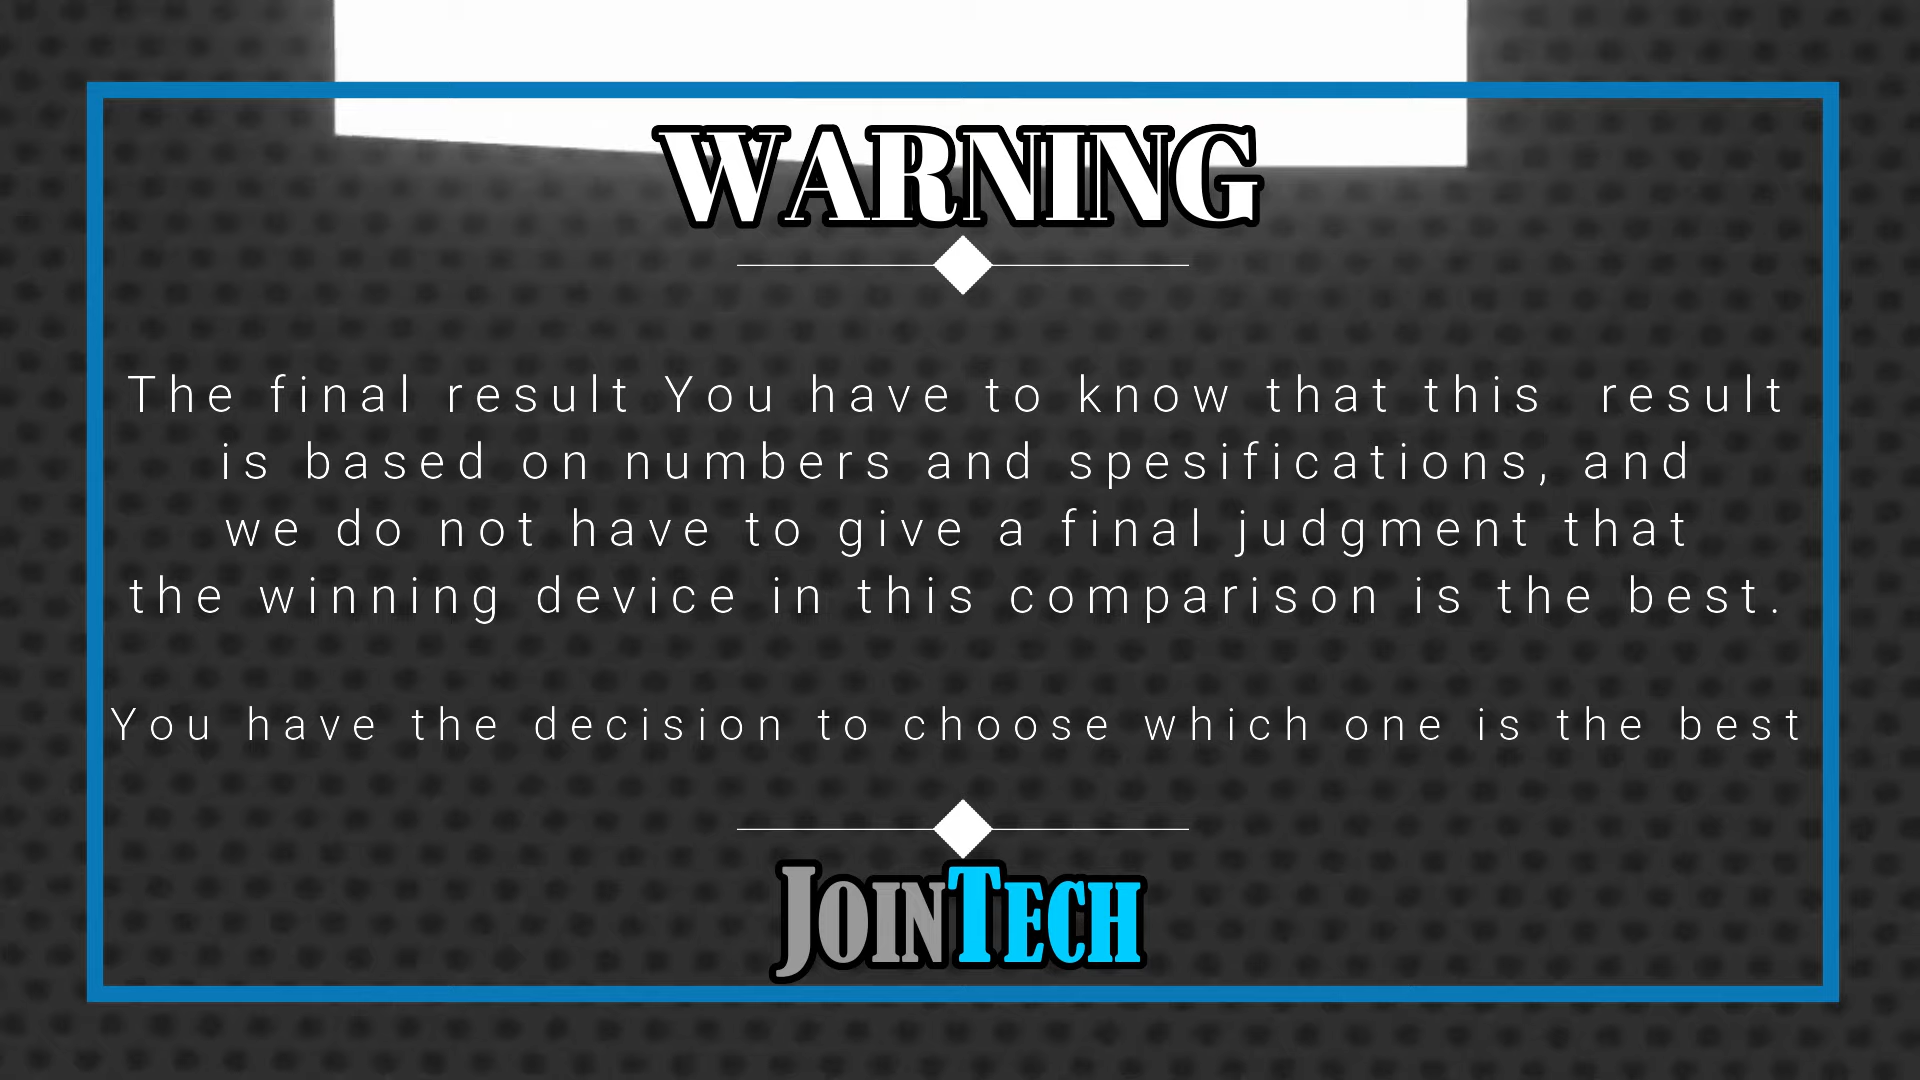 WARNING
The final result You have to know that this  result
is based on numbers and spesifications, and
we do not have to give a final judgment that
the winning device in this comparison is the best.
You have the decision to choose which one is the best
JOINTECH